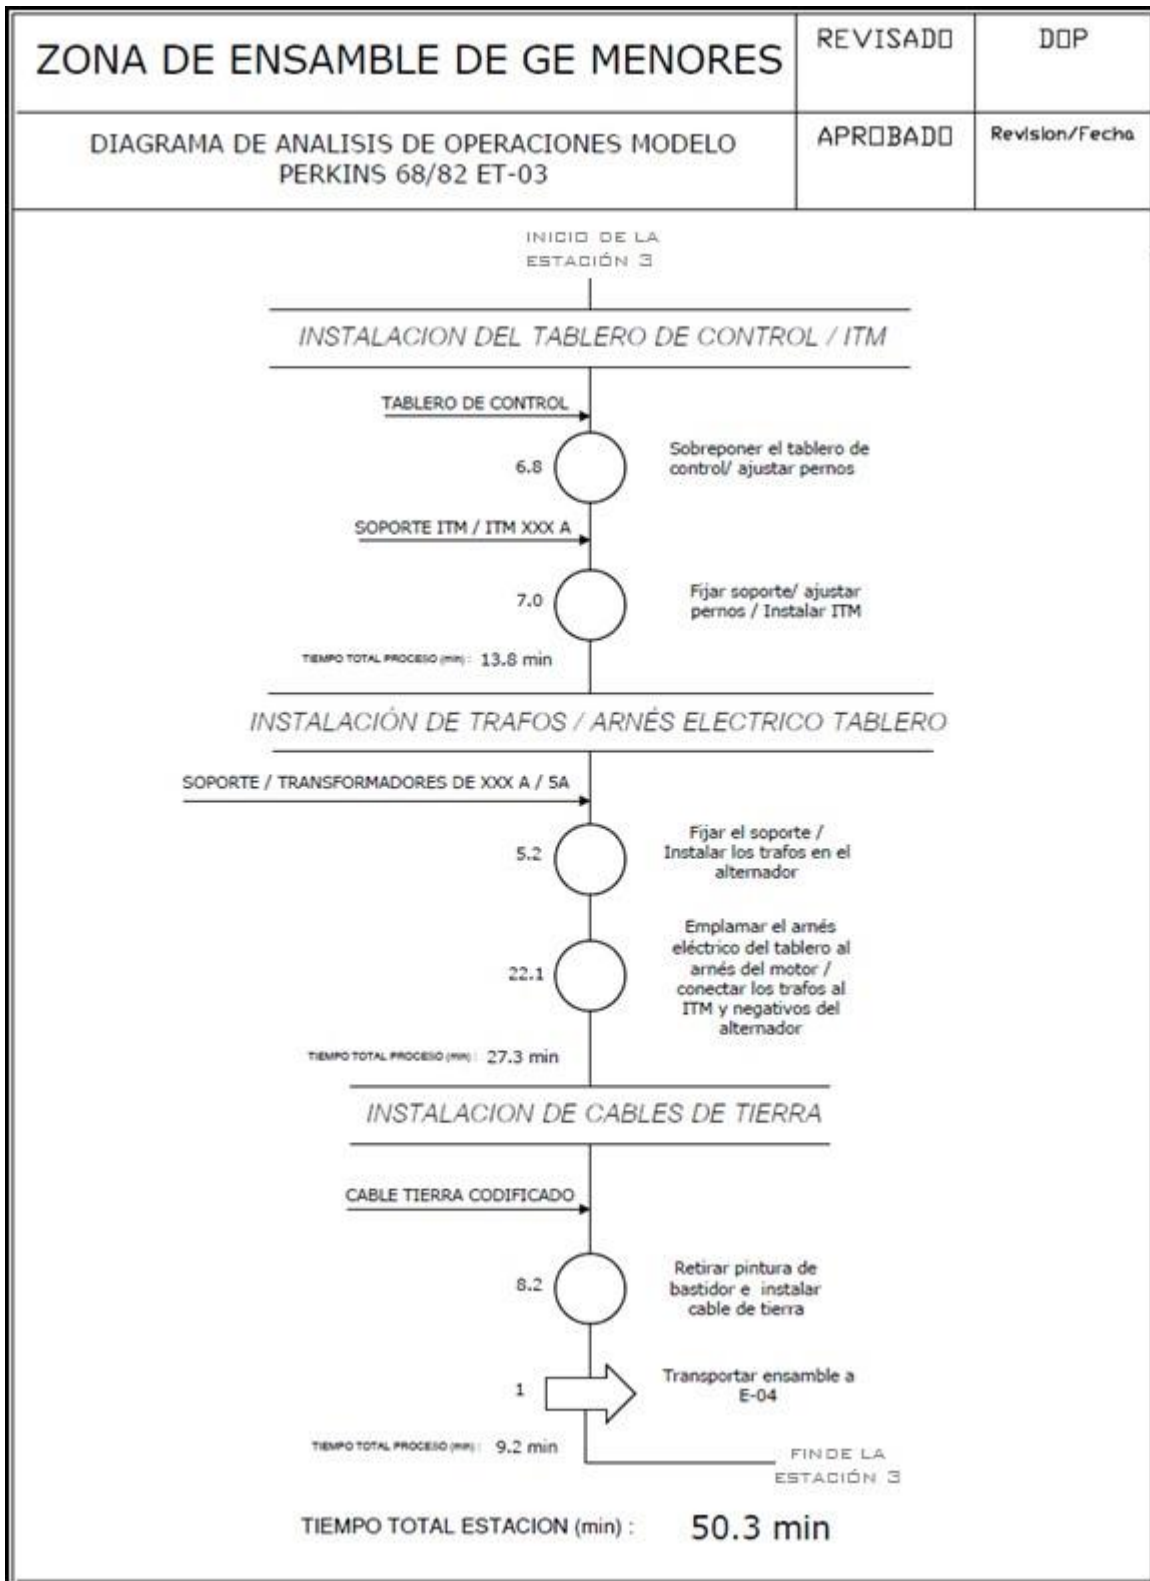 ZONA DE ENSAMBLE DE GE MENORES
REVISADO
DOP
DIAGRAMA DE ANALISIS DE OPERACIONES MODELO
PERKINS 68/82 ET-03
APROBADO
Revision/Fecha
INICIO DE LA
ESTACIÓN 3
INSTALACION DEL TABLERO DE CONTROL / ITM
TABLERO DE CONTROL
6.8
Sobreponer el tablero de
control/ ajustar pernos
SOPORTE ITM / ITM XXX A
7.0
Fijar soporte/ ajustar
pernos / Instalar ITM
TIEMPO TOTAL PROCESO (min) : 13.8 min
INSTALACIÓN DE TRAFOS / ARNÉS ELECTRICO TABLERO
SOPORTE / TRANSFORMADORES DE XXX A / 5A
5.2
Fijar el soporte /
Instalar los trafos en el
alternador
22.1
Emplamar el arnés
eléctrico del tablero al
arnés del motor /
conectar los trafos al
ITM y negativos del
alternador
TIEMPO TOTAL PROCESO (min) : 27.3 min
INSTALACION DE CABLES DE TIERRA
CABLE TIERRA CODIFICADO
8.2
Retirar pintura de
bastidor e instalar
cable de tierra
1
Transportar ensamble a
E-04
TIEMPO TOTAL PROCESO (min) : 9.2 min
FINDE LA
ESTACIÓN 3
TIEMPO TOTAL ESTACION (min) : 50.3 min